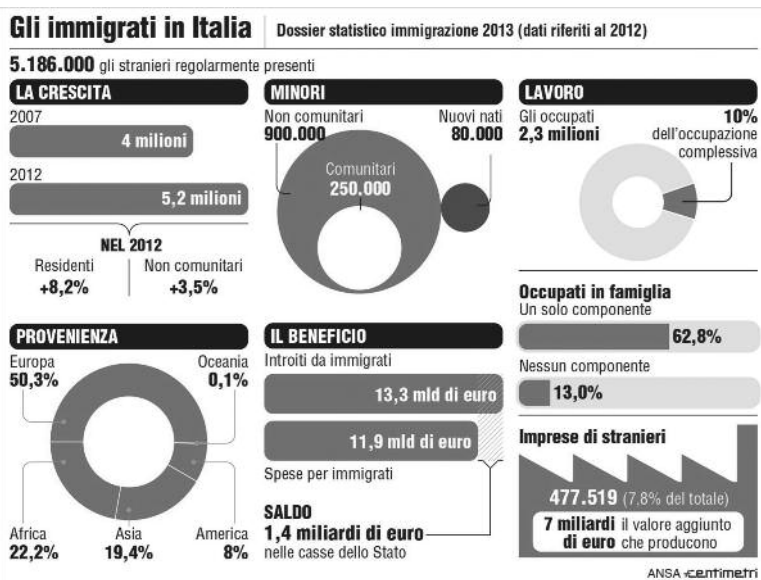 Gli immigrati in Italia
Dossier statistico immigrazione 2013 (dati riferiti al 2012)
5.186.000 gli stranieri regolarmente presenti
LA CRESCITA
2007
4 milioni
2012
5,2 milioni
NEL 2012
Residenti
+8,2%
Non comunitari
+3,5%
MINORI
Non comunitari
900.000
Nuovi nati
80.000
Comunitari
250.000
LAVORO
Gli occupati
2,3 milioni
10%
dell'occupazione
complessiva
Occupati in famiglia
Un solo componente
62,8%
Nessun componente
13,0%
PROVENIENZA
Europa
50,3%
Oceania
0,1%
Africa
22,2%
Asia
19,4%
America
8%
IL BENEFICIO
Introiti da immigrati
13,3 mld di euro
11,9 mld di euro
Spese per immigrati
SALDO
1,4 miliardi di euro
nelle casse dello Stato
Imprese di stranieri
477.519 (7,8% del totale)
7 miliardi il valore aggiunto
di euro che producono
ANSA centimetri